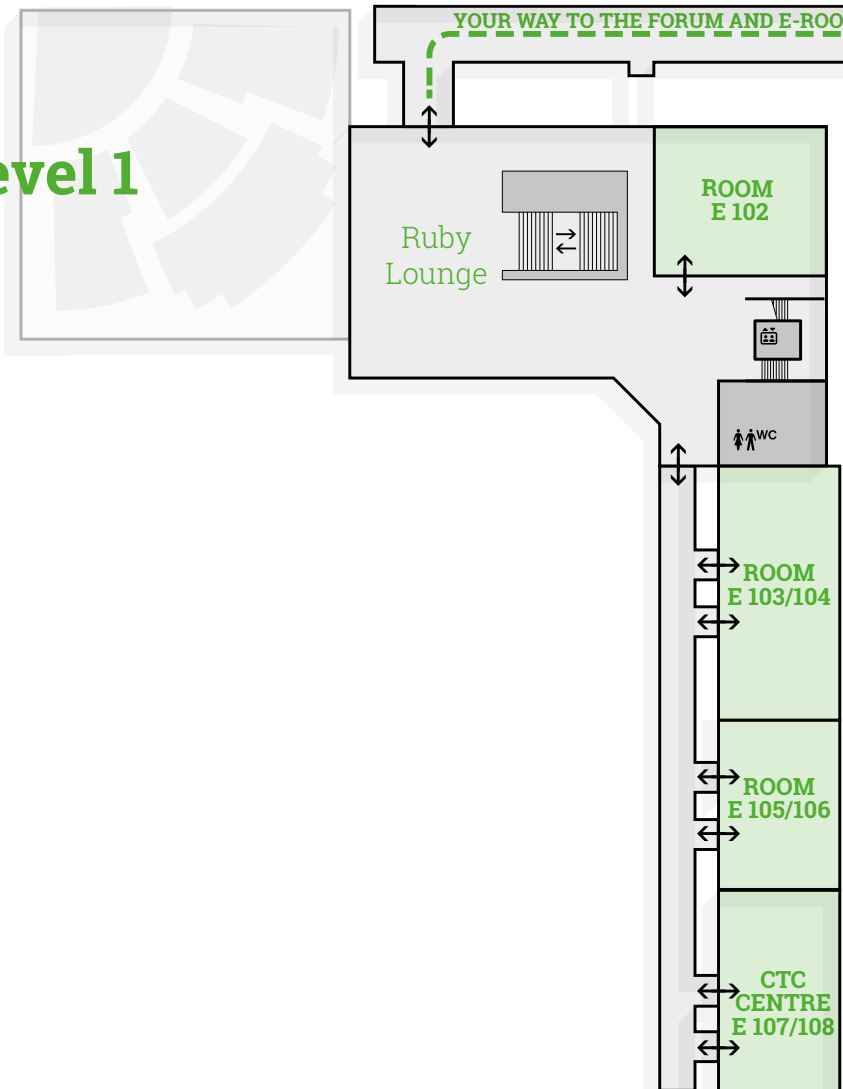 YOUR WAY TO THE FORUM AND E-ROO
evel 1
ROOM
E 102
Ruby
Lounge
WC
ROOM
E 103/104
ROOM
E 105/106
CTC
CENTRE
E 107/108